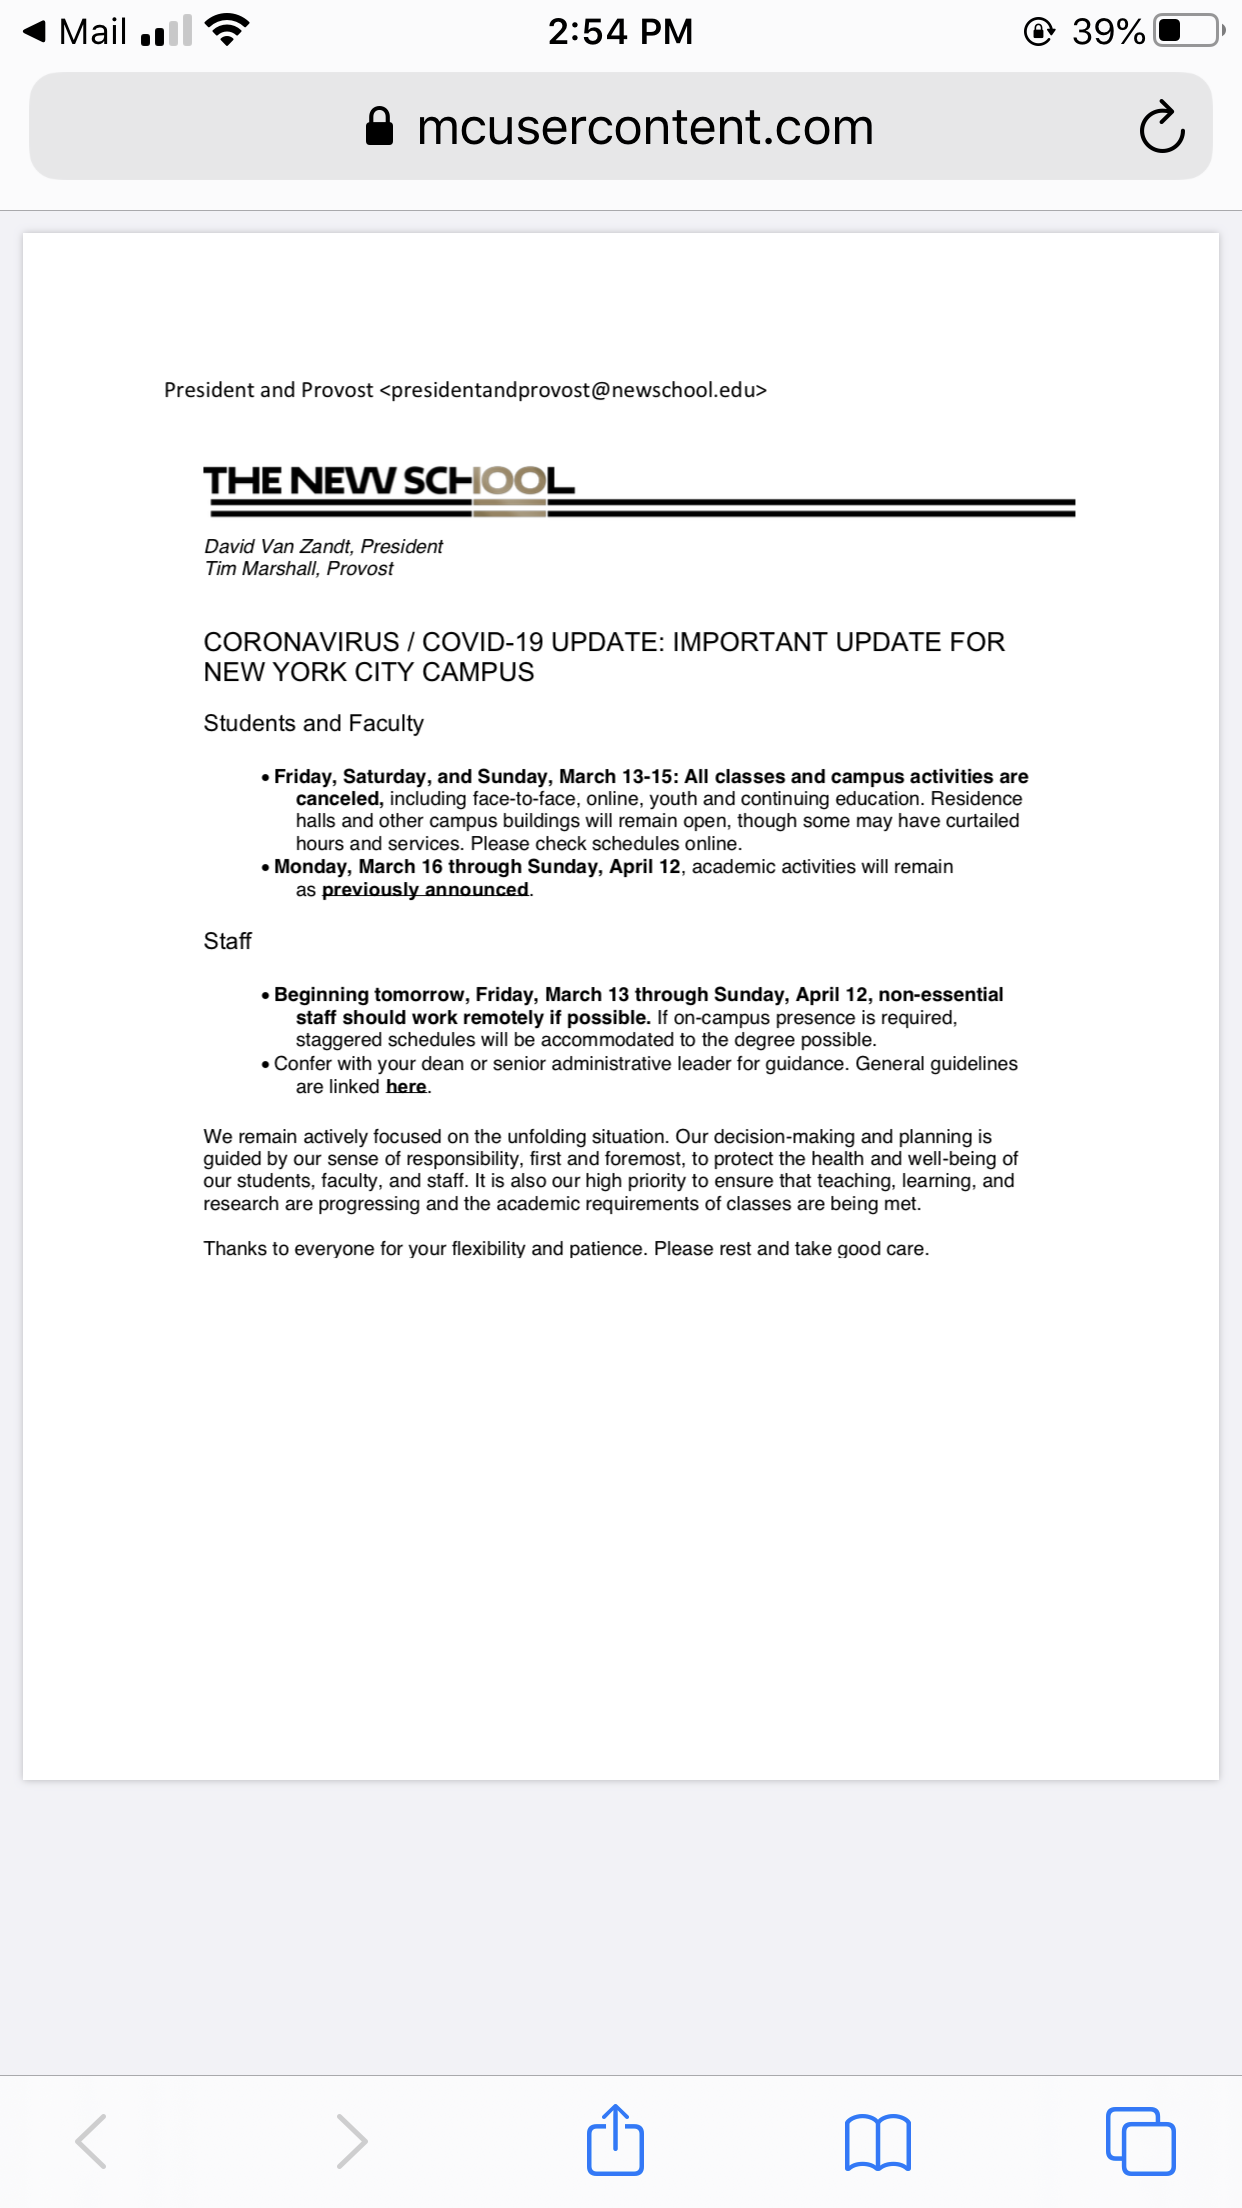 Mail
2:54 PM
39%
mcusercontent.com
President and Provost <presidentandprovost@newschool.edu>
THE NEW SCHOOL
David Van Zandt, President
Tim Marshall, Provost
CORONAVIRUS / COVID-19 UPDATE: IMPORTANT UPDATE FOR
NEW YORK CITY CAMPUS
Students and Faculty
• Friday, Saturday, and Sunday, March 13-15: All classes and campus activities are
canceled, including face-to-face, online, youth and continuing education. Residence
halls and other campus buildings will remain open, though some may have curtailed
hours and services. Please check schedules online.
• Monday, March 16 through Sunday, April 12, academic activities will remain
as previously announced.
Staff
• Beginning tomorrow, Friday, March 13 through Sunday, April 12, non-essential
staff should work remotely if possible. If on-campus presence is required,
staggered schedules will be accommodated to the degree possible.
• Confer with your dean or senior administrative leader for guidance. General guidelines
are linked here.
We remain actively focused on the unfolding situation. Our decision-making and planning is
guided by our sense of responsibility, first and foremost, to protect the health and well-being of
our students, faculty, and staff. It is also our high priority to ensure that teaching, learning, and
research are progressing and the academic requirements of classes are being met.
Thanks to everyone for your flexibility and patience. Please rest and take good care.